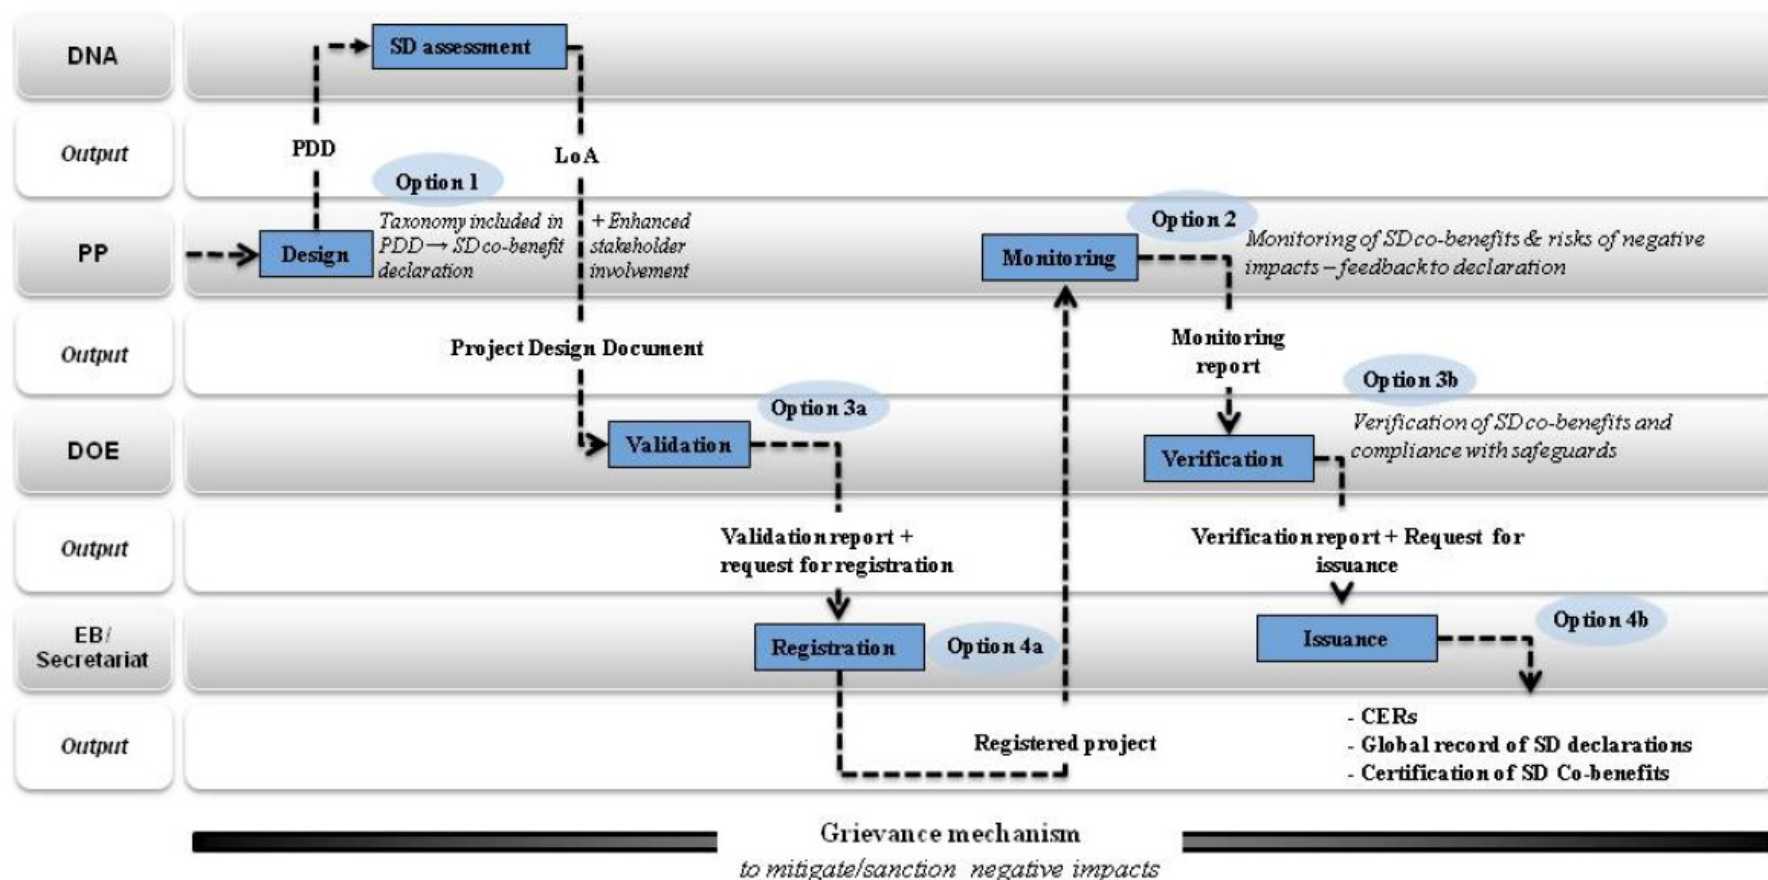 DNA
SD assessment
Output
PDD
LoA
Option 1
PP
Design
Taxonomy included in
PDD → SD co-benefit
declaration
+ Enhanced
stakeholder
involvement
Monitoring
Option 2
Monitoring of SD co-benefits & risks of negative
impacts – feedback to declaration
Output
Project Design Document
Monitoring
report
Option 3b
DOE
Validation
Option 3a
Verification
Verification of SD co-benefits and
compliance with safeguards
Output
Validation report +
request for registration
Verification report + Request for
issuance
EB/
Secretariat
Registration
Option 4a
Issuance
Option 4b
Output
Registered project
- CERs
- Global record of SD declarations
- Certification of SD Co-benefits
Grievance mechanism
to mitigate/sanction negative impacts